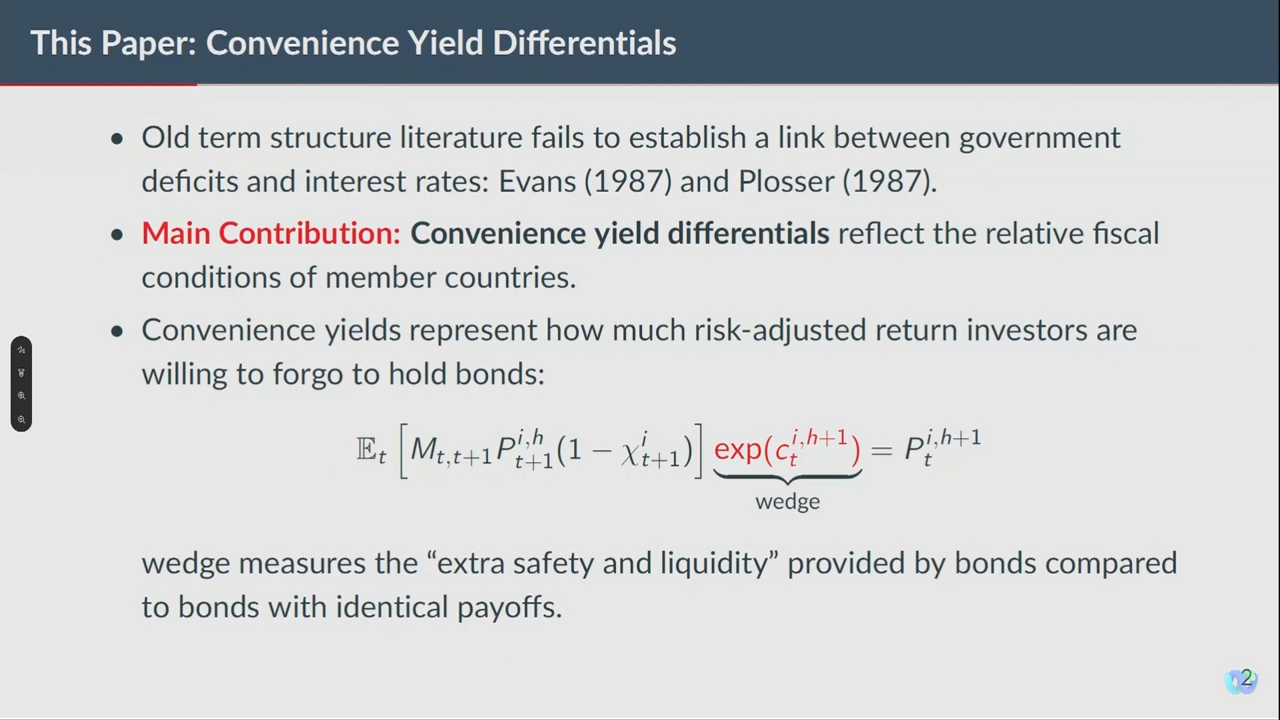 This Paper: Convenience Yield Differentials
• Old term structure literature fails to establish a link between government
deficits and interest rates: Evans (1987) and Plosser (1987).
• Main Contribution: Convenience yield differentials reflect the relative fiscal
conditions of member countries.
• Convenience yields represent how much risk-adjusted return investors are
willing to forgo to hold bonds:
𝔼_t [M_{t,t+1} P_{t+1}^{i,h} (1 − χ_{t+1}^{i})] exp(c_t^{i,h+1}) = P_t^{i,h+1}
wedge
wedge measures the “extra safety and liquidity” provided by bonds compared
to bonds with identical payoffs.
2